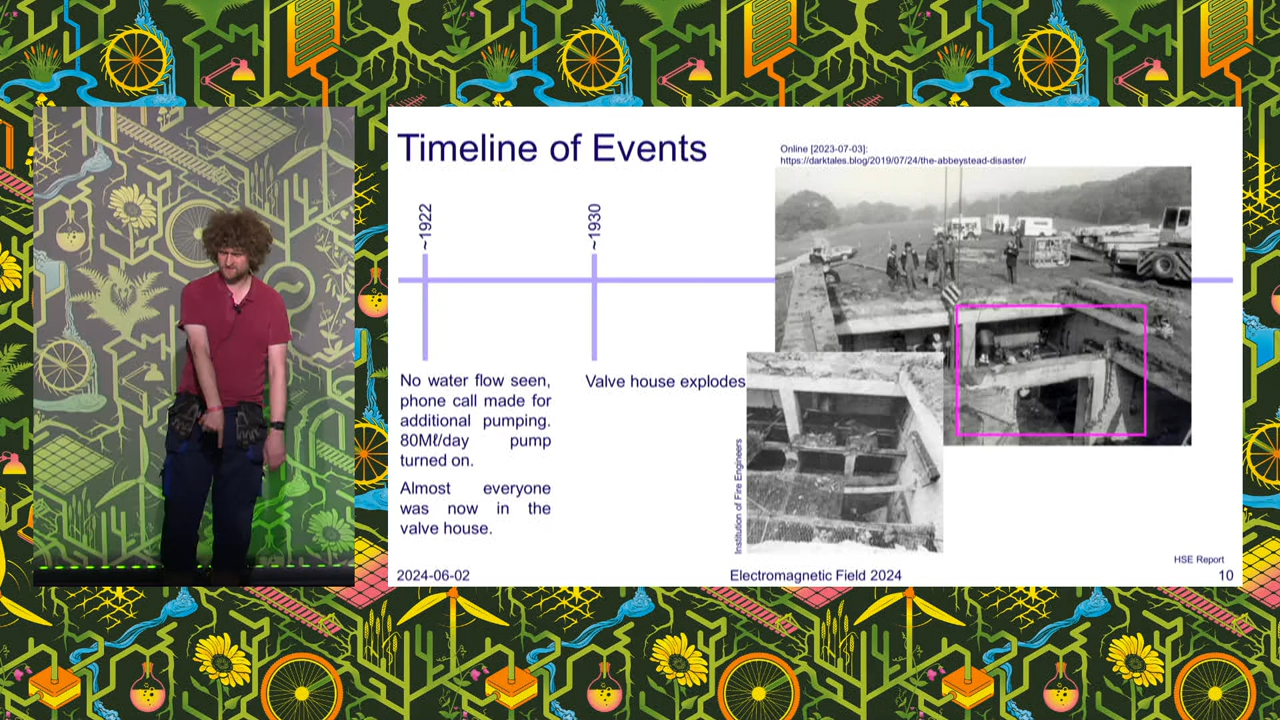 Timeline of Events
Online [2023-07-03]:
https://darktales.blog/2019/07/24/the-abbeystead-disaster/
~1922
~1930
No water flow seen,
phone call made for
additional pumping.
80Mℓ/day pump
turned on.
Almost everyone
was now in the
valve house.
Valve house explodes
Institution of Fire Engineers
HSE Report
2024-06-02
Electromagnetic Field 2024
10